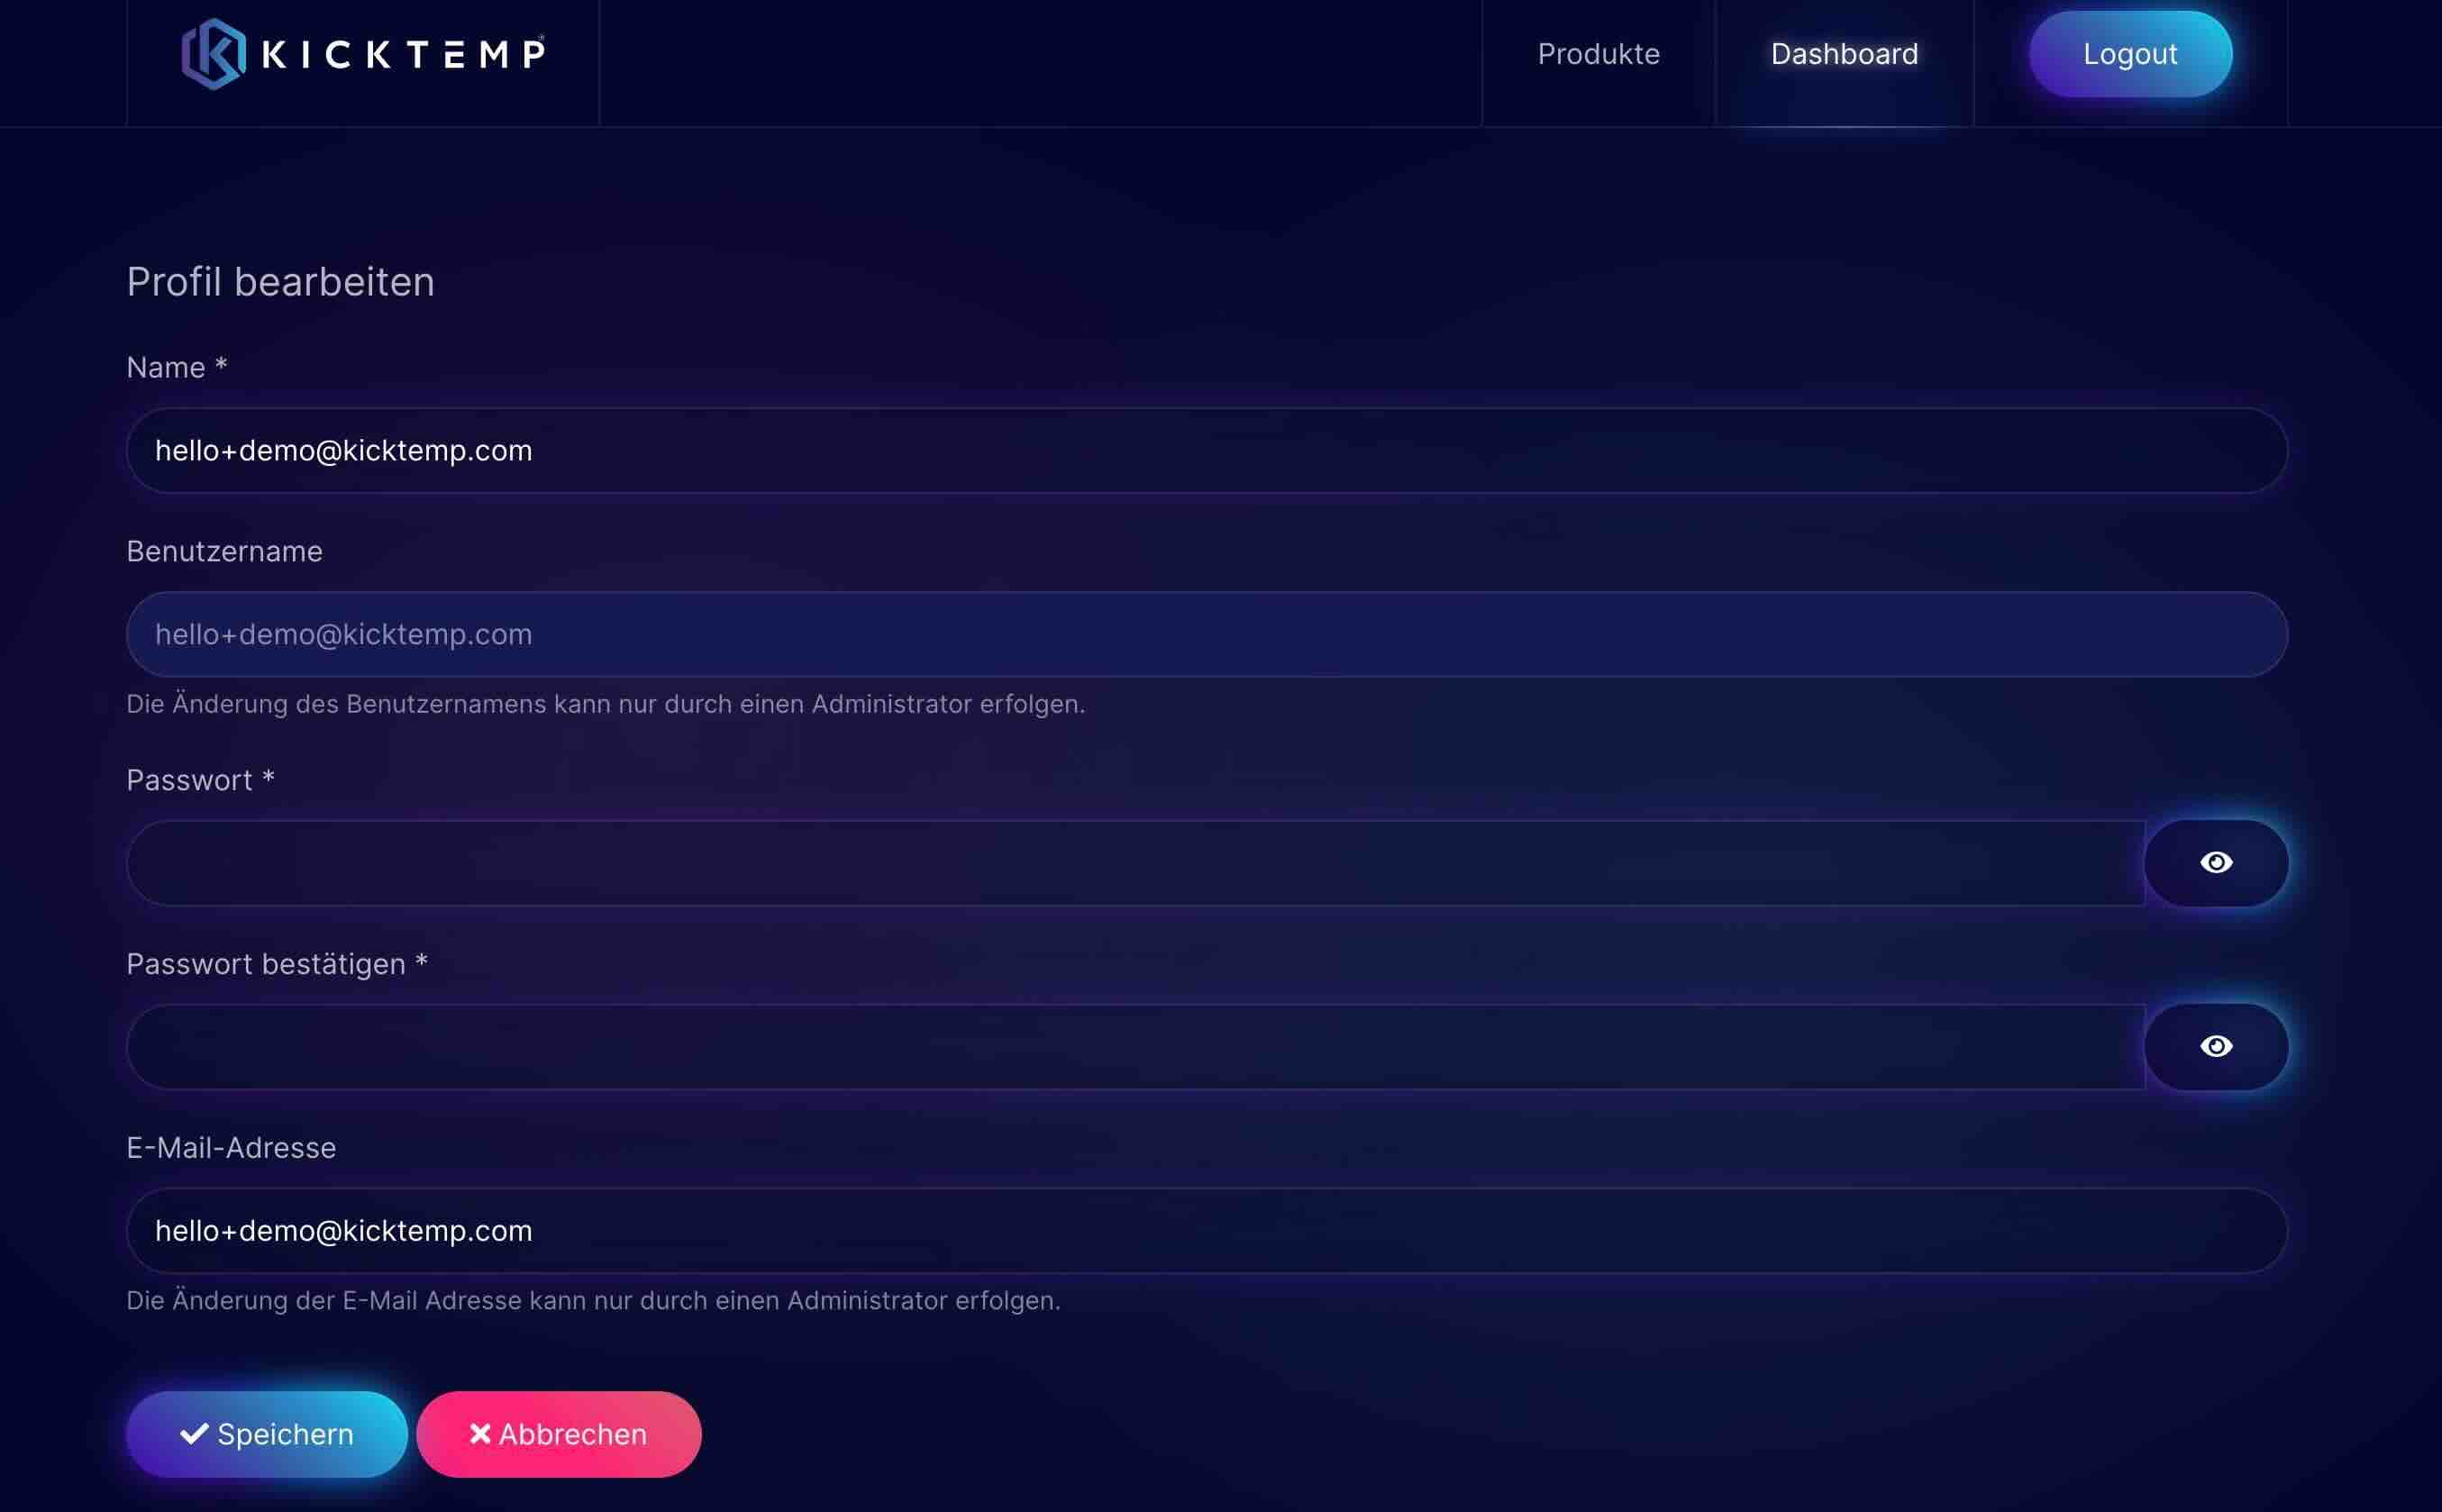 KICKTEMP
Produkte
Dashboard
Logout
Profil bearbeiten
Name *
hello+demo@kicktemp.com
Benutzername
hello+demo@kicktemp.com
Die Änderung des Benutzernamens kann nur durch einen Administrator erfolgen.
Passwort *
Passwort bestätigen *
E-Mail-Adresse
hello+demo@kicktemp.com
Die Änderung der E-Mail Adresse kann nur durch einen Administrator erfolgen.
Speichern
Abbrechen